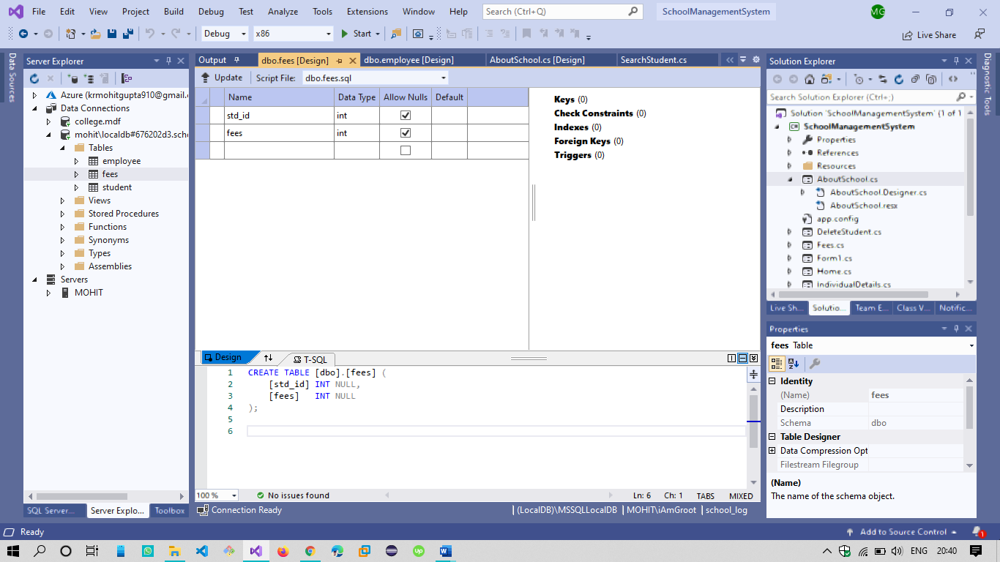 File Edit View Project Build Debug Test Analyze Tools Extensions Window Help Search (Ctrl+Q) SchoolManagementSystem MG
Debug x86 Start Live Share
Data Sources
Server Explorer
Azure (krmohitgupta910@gmail.
Data Connections
college.mdf
mohit\localdb#676202d3.sch
Tables
employee
fees
student
Views
Stored Procedures
Functions
Synonyms
Types
Assemblies
Servers
MOHIT
SQL Server... Server Explo... Toolbox
Output dbo.fees [Design] dbo.employee [Design] AboutSchool.cs [Design] SearchStudent.cs
Update Script File: dbo.fees.sql
Name Data Type Allow Nulls Default
std_id int
fees int
Keys (0)
Check Constraints (0)
Indexes (0)
Foreign Keys (0)
Triggers (0)
Design T-SQL
1 CREATE TABLE [dbo].[fees] (
2 [std_id] INT NULL,
3 [fees] INT NULL
4 );
5
6
100 % No issues found Ln: 6 Ch: 1 TABS MIXED
Connection Ready (LocalDB)\MSSQLLocalDB MOHIT\iAmGroot school_log
Solution Explorer
Search Solution Explorer (Ctrl+;)
Solution 'SchoolManagementSystem' (1 of 1
SchoolManagementSystem
Properties
References
Resources
AboutSchool.cs
AboutSchool.Designer.cs
AboutSchool.resx
app.config
DeleteStudent.cs
Fees.cs
Form1.cs
Home.cs
IndividualDetails.cs
Live Sh... Solutio... Team E... Class V... Notific...
Properties
fees Table
Identity
(Name) fees
Description
Schema dbo
Table Designer
Data Compression Opt
Filestream Filegroup
(Name)
The name of the schema object.
Diagnostic Tools
Ready Add to Source Control 1
ENG 20:40